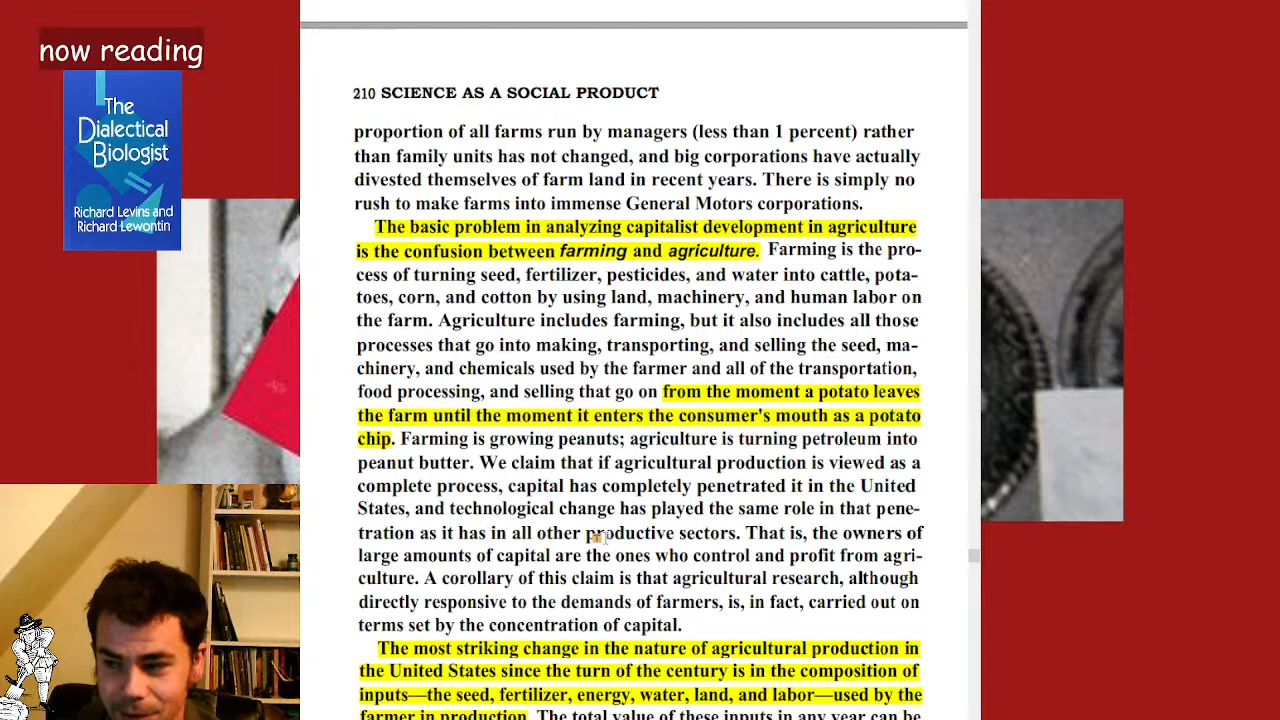 now reading
The
Dialectical
Biologist
Richard Levins and
Richard Lewontin
210 SCIENCE AS A SOCIAL PRODUCT
proportion of all farms run by managers (less than 1 percent) rather
than family units has not changed, and big corporations have actually
divested themselves of farm land in recent years. There is simply no
rush to make farms into immense General Motors corporations.
The basic problem in analyzing capitalist development in agriculture
is the confusion between farming and agriculture. Farming is the pro-
cess of turning seed, fertilizer, pesticides, and water into cattle, pota-
toes, corn, and cotton by using land, machinery, and human labor on
the farm. Agriculture includes farming, but it also includes all those
processes that go into making, transporting, and selling the seed, ma-
chinery, and chemicals used by the farmer and all of the transportation,
food processing, and selling that go on from the moment a potato leaves
the farm until the moment it enters the consumer's mouth as a potato
chip. Farming is growing peanuts; agriculture is turning petroleum into
peanut butter. We claim that if agricultural production is viewed as a
complete process, capital has completely penetrated it in the United
States, and technological change has played the same role in that pene-
tration as it has in all other productive sectors. That is, the owners of
large amounts of capital are the ones who control and profit from agri-
culture. A corollary of this claim is that agricultural research, although
directly responsive to the demands of farmers, is, in fact, carried out on
terms set by the concentration of capital.
The most striking change in the nature of agricultural production in
the United States since the turn of the century is in the composition of
inputs—the seed, fertilizer, energy, water, land, and labor—used by the
farmer in production. The total value of these inputs in any year can be